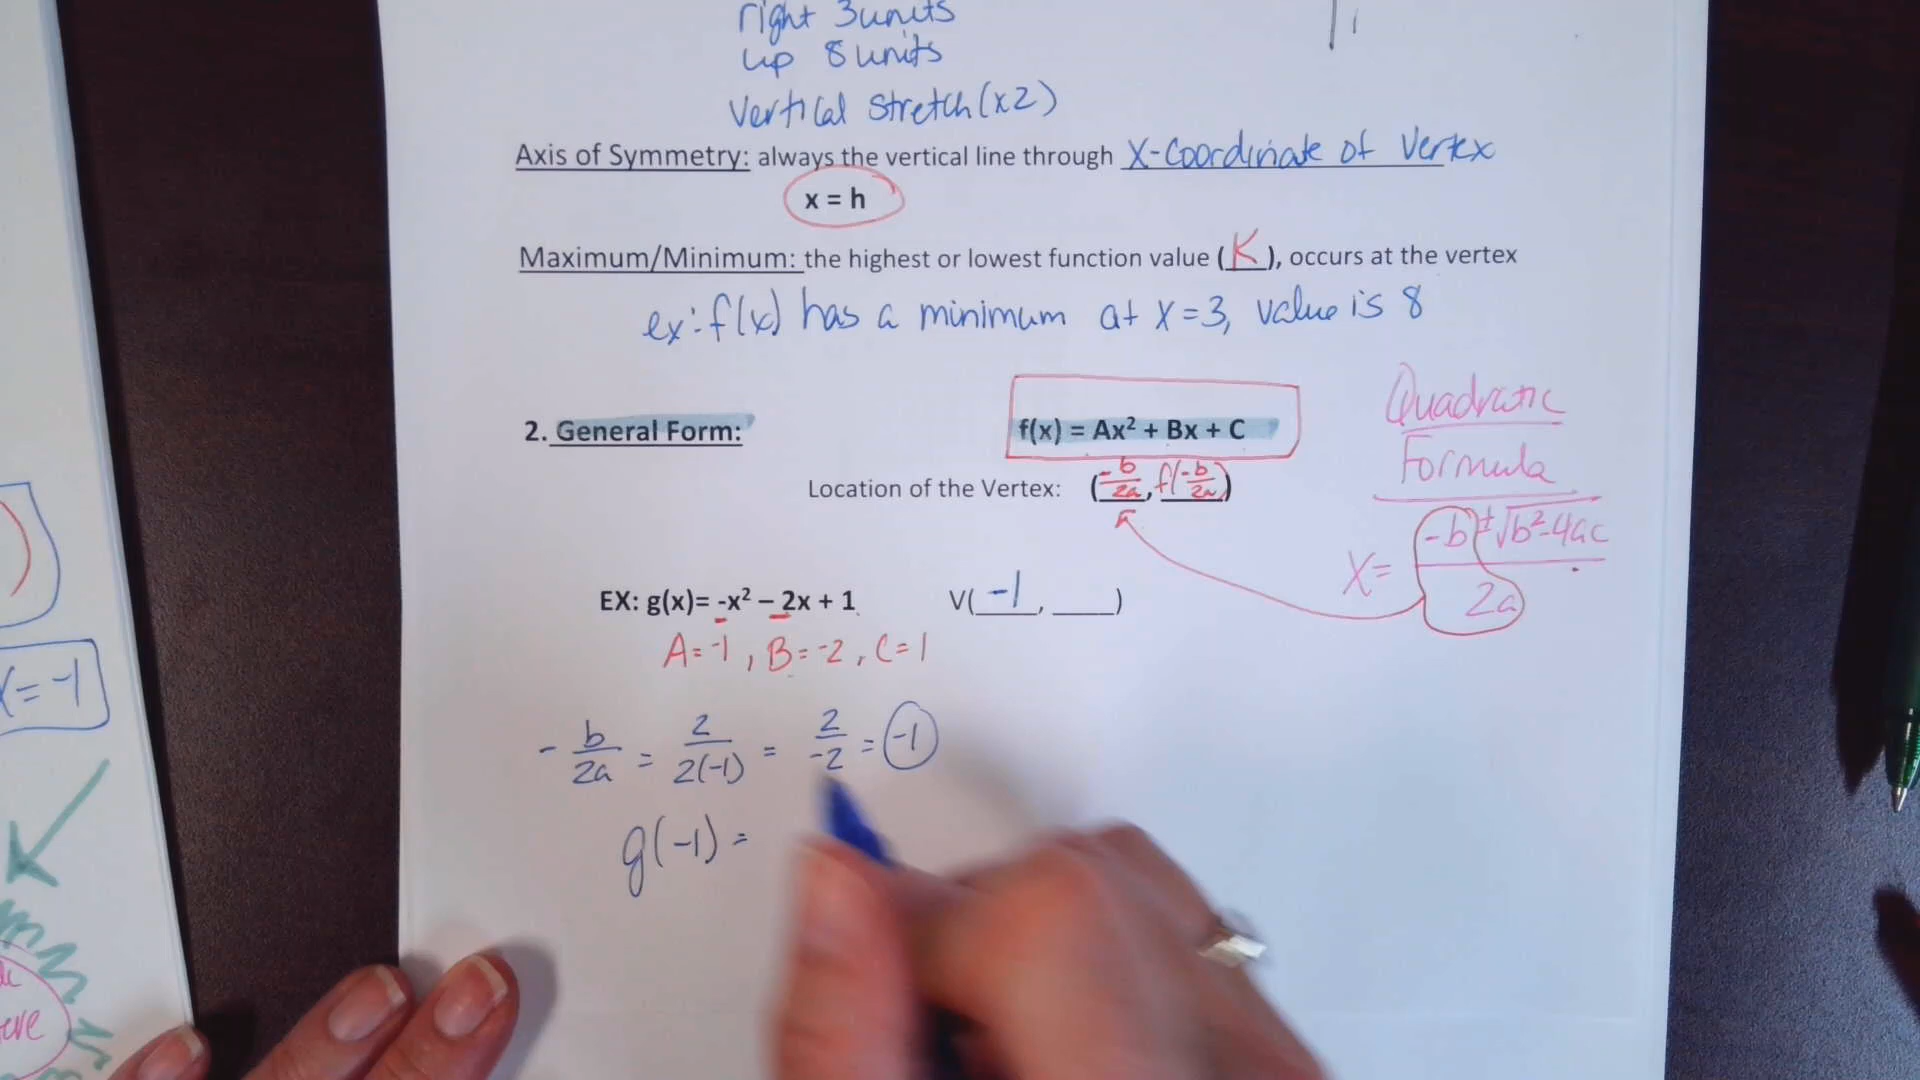 right 3 units
up 8 units
Vertical Stretch (x2)
Axis of Symmetry: always the vertical line through X-Coordinate of Vertex
x = h
Maximum/Minimum: the highest or lowest function value (K), occurs at the vertex
ex: f(x) has a minimum at x=3, value is 8
Quadratic
Formula
X= -b±√b²-4ac / 2a
2. General Form: f(x) = Ax² + Bx + C
Location of the Vertex: (-b/2a, f(-b/2a))
EX: g(x)= -x² – 2x + 1 V( -1 , ____)
A=-1, B=-2, C=1
- b/2a = 2/2(-1) = 2/-2 = -1
g(-1) =
X=-1